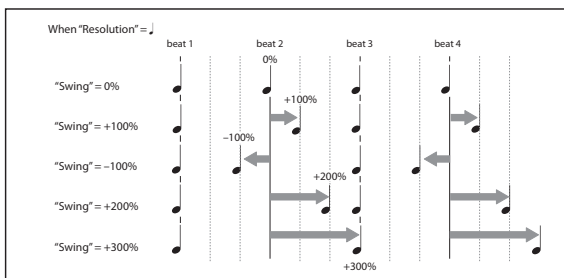 When “Resolution” = ♩
beat 1 beat 2 beat 3 beat 4
0%
“Swing” = 0%
+100%
“Swing” = +100%
–100%
“Swing” = –100%
+200%
“Swing” = +200%
“Swing” = +300%
+300%